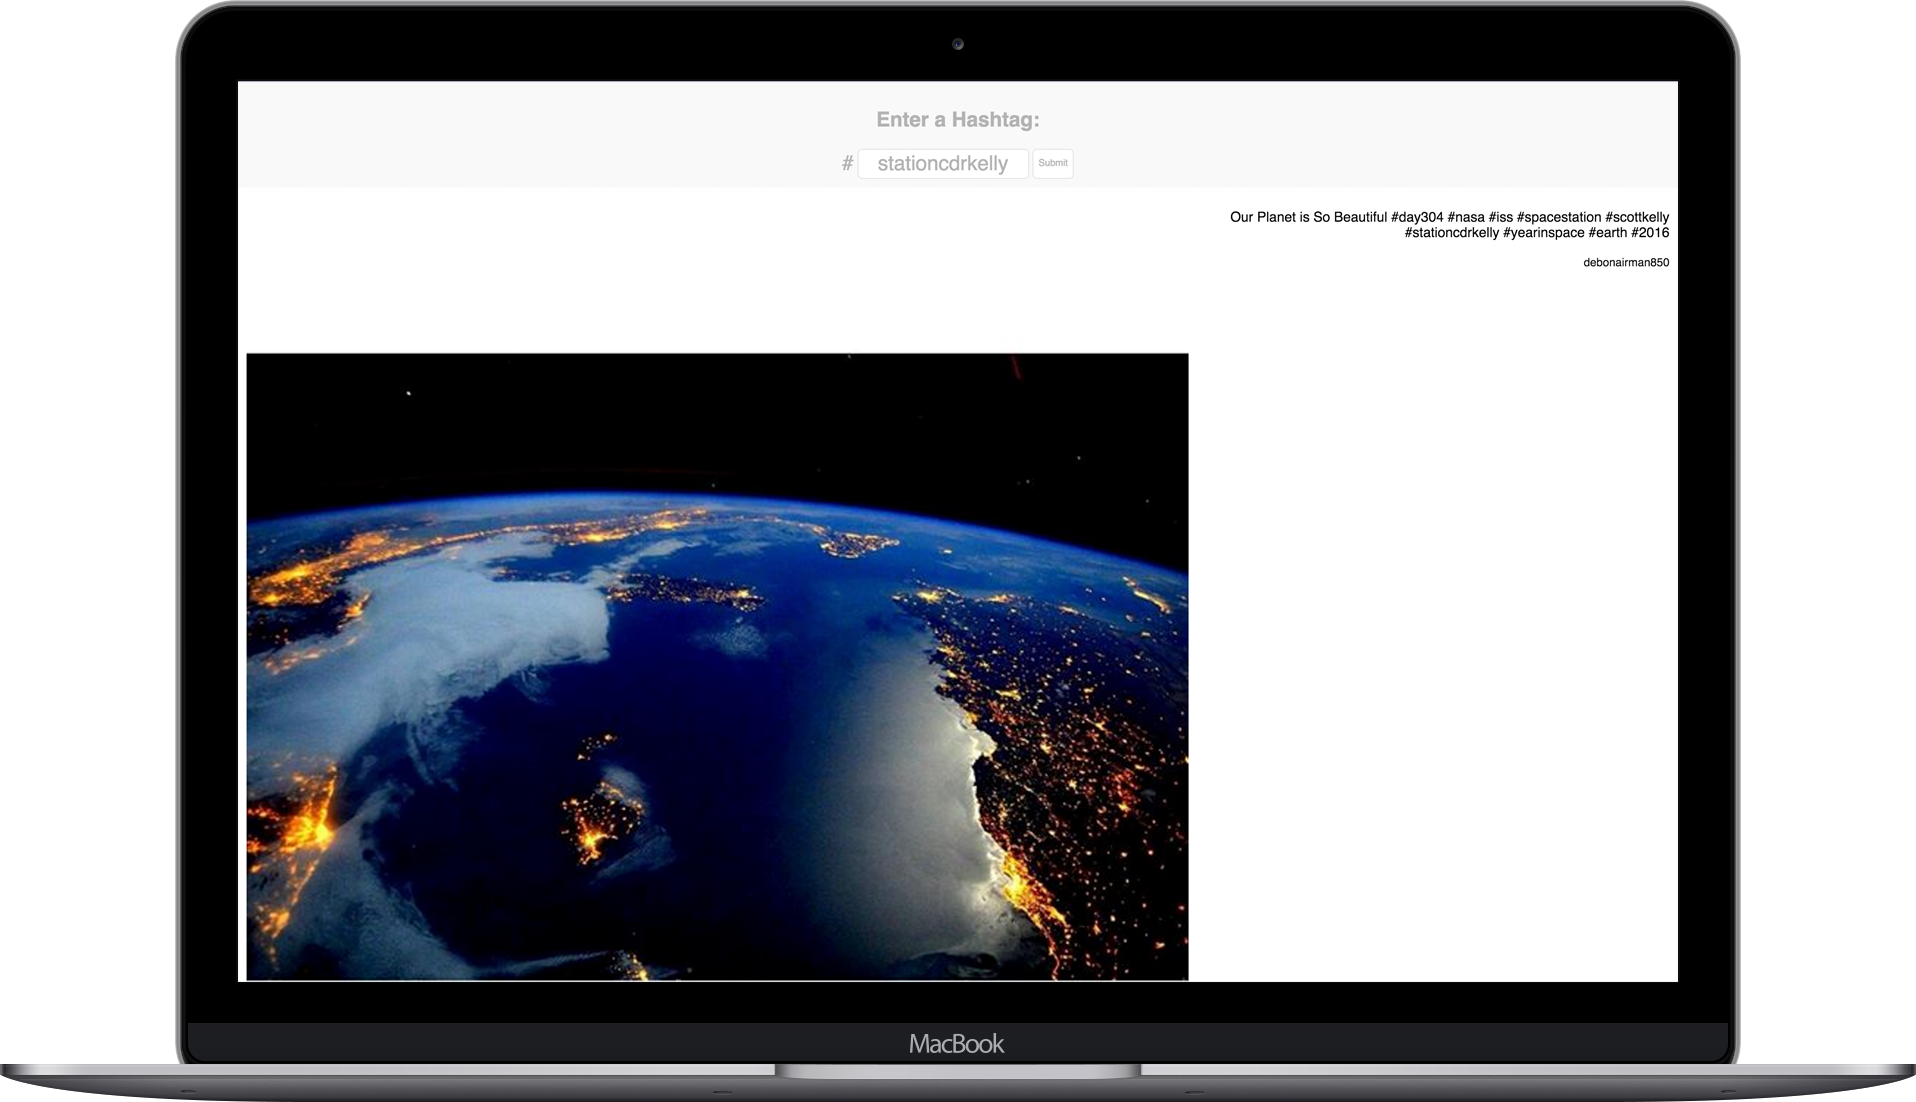 Enter a Hashtag:
# stationcdrkelly Submit
Our Planet is So Beautiful #day304 #nasa #iss #spacestation #scottkelly
#stationcdrkelly #yearinspace #earth #2016
debonairman850
MacBook